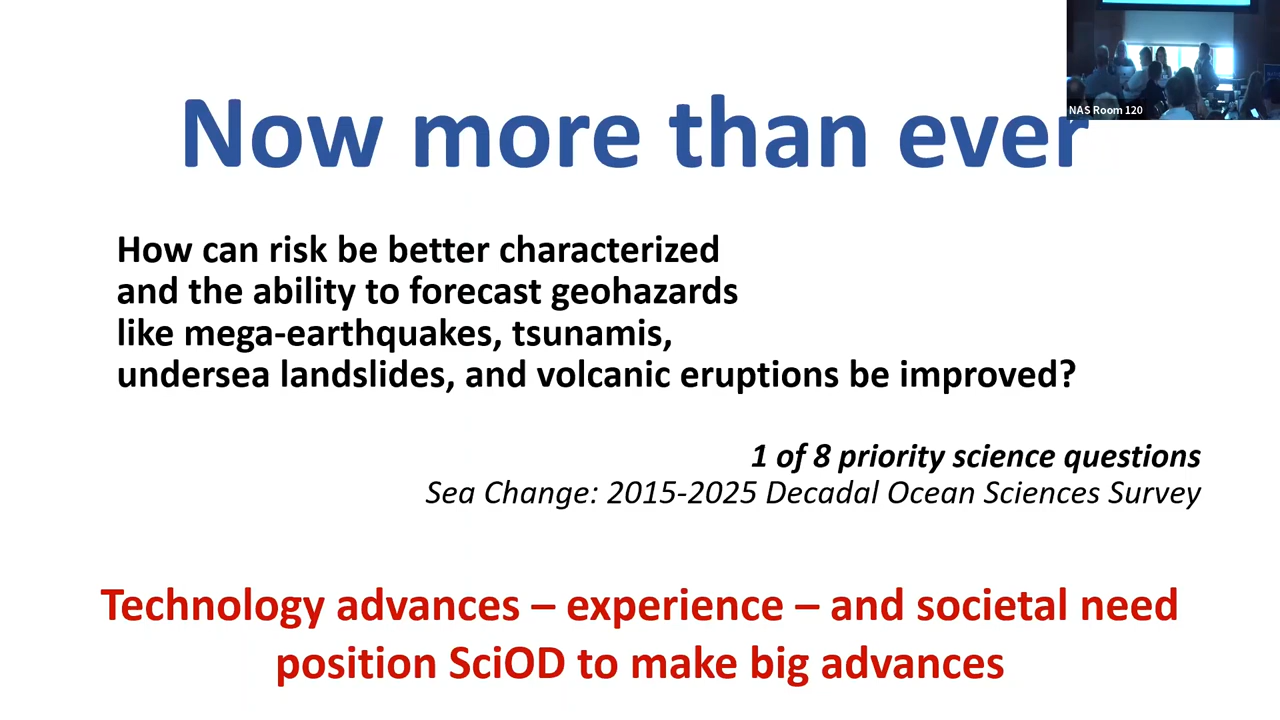 NAS Room 120
Now more than ever
How can risk be better characterized
and the ability to forecast geohazards
like mega-earthquakes, tsunamis,
undersea landslides, and volcanic eruptions be improved?
1 of 8 priority science questions
Sea Change: 2015-2025 Decadal Ocean Sciences Survey
Technology advances – experience – and societal need
position SciOD to make big advances